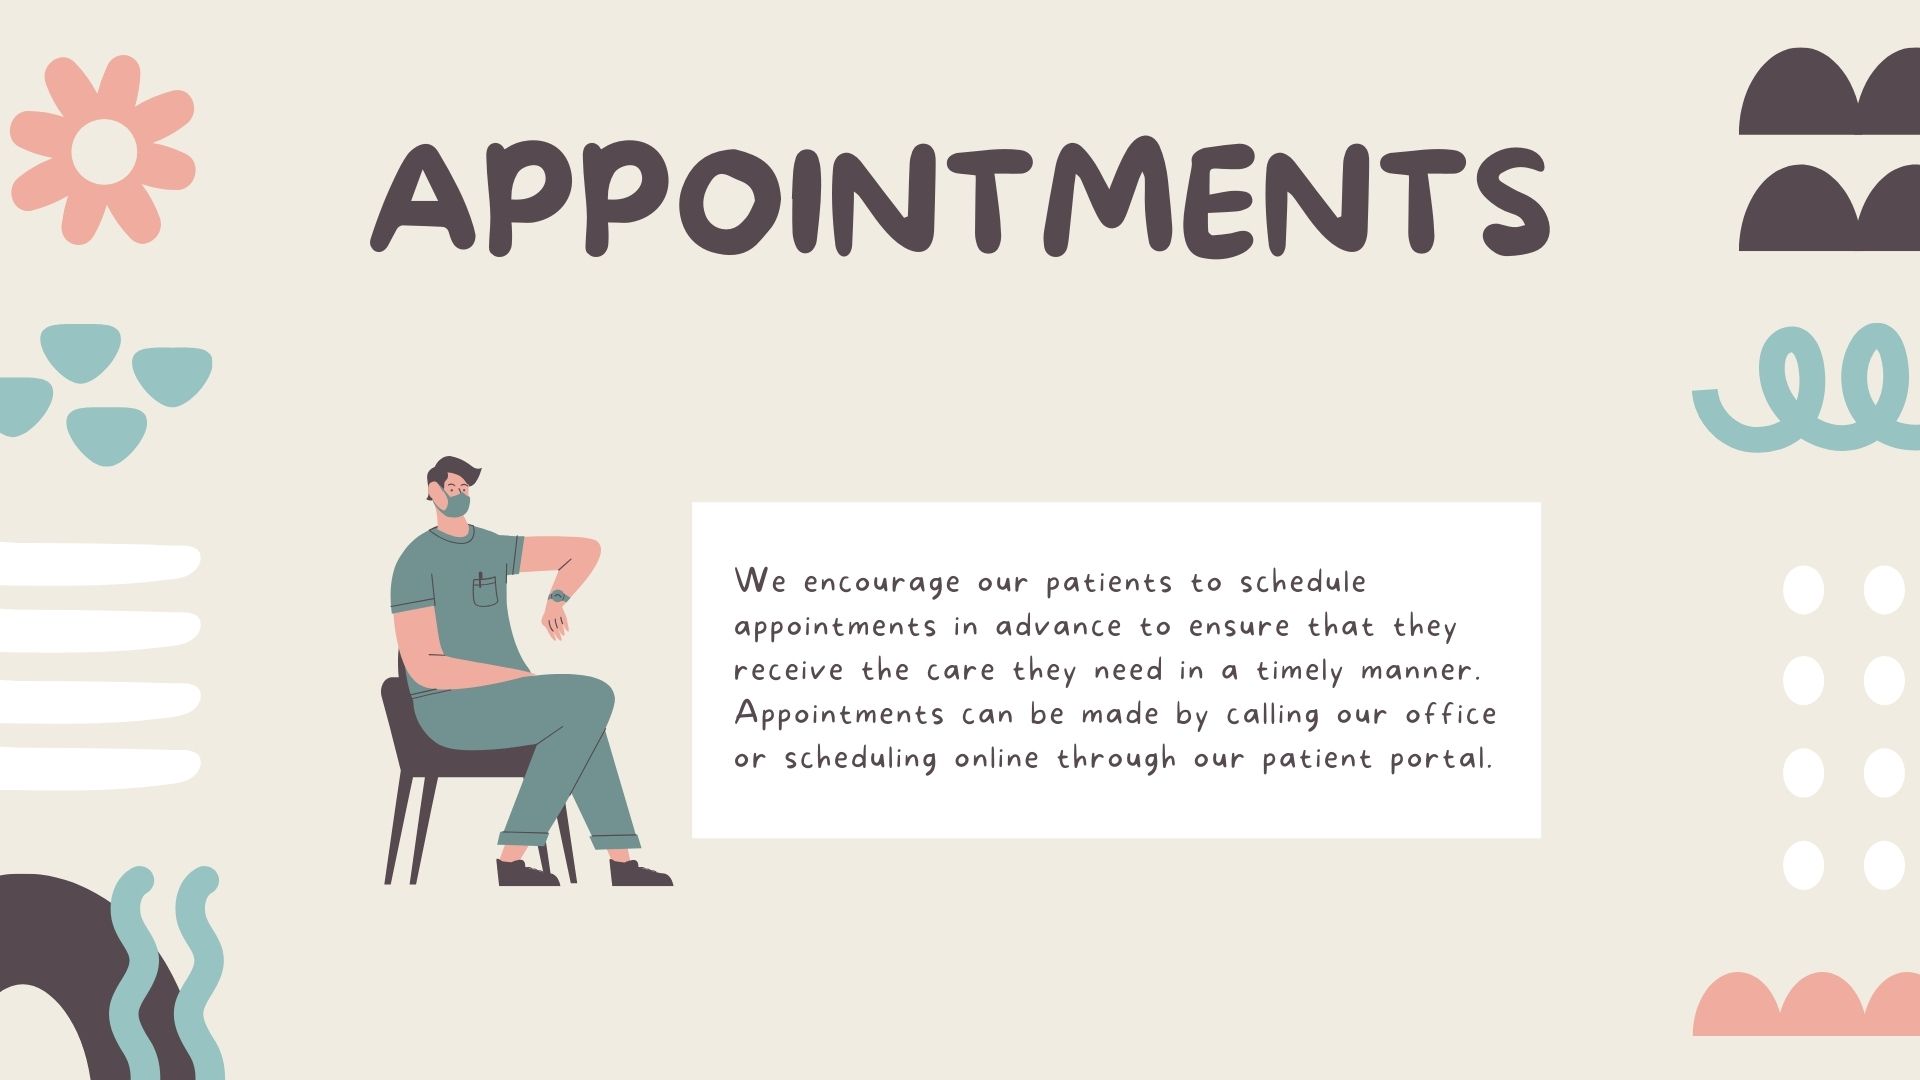 APPOINTMENTS
We encourage our patients to schedule
appointments in advance to ensure that they
receive the care they need in a timely manner.
Appointments can be made by calling our office
or scheduling online through our patient portal.